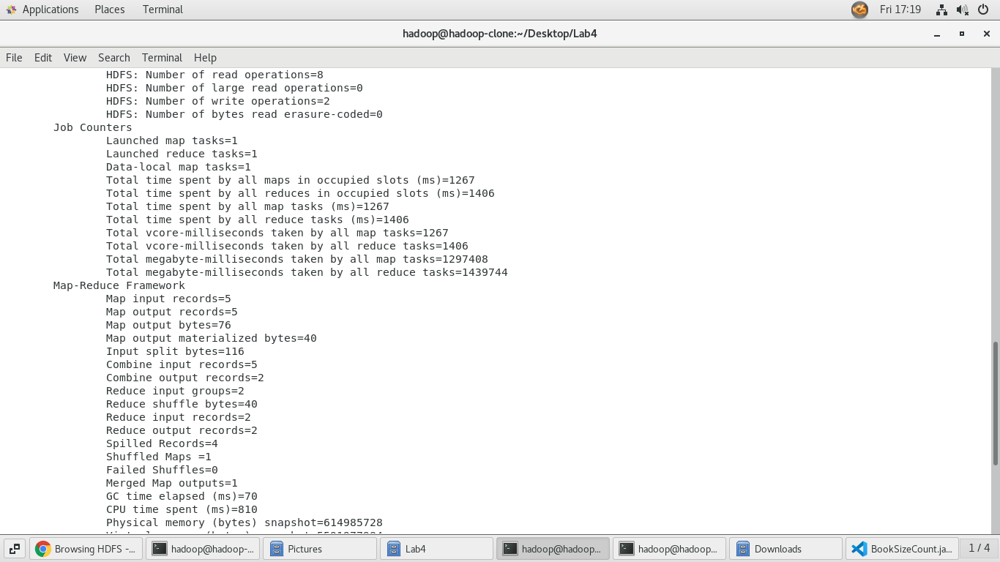 Applications Places Terminal Fri 17:19
hadoop@hadoop-clone:~/Desktop/Lab4
File Edit View Search Terminal Help
HDFS: Number of read operations=8
HDFS: Number of large read operations=0
HDFS: Number of write operations=2
HDFS: Number of bytes read erasure-coded=0
Job Counters
Launched map tasks=1
Launched reduce tasks=1
Data-local map tasks=1
Total time spent by all maps in occupied slots (ms)=1267
Total time spent by all reduces in occupied slots (ms)=1406
Total time spent by all map tasks (ms)=1267
Total time spent by all reduce tasks (ms)=1406
Total vcore-milliseconds taken by all map tasks=1267
Total vcore-milliseconds taken by all reduce tasks=1406
Total megabyte-milliseconds taken by all map tasks=1297408
Total megabyte-milliseconds taken by all reduce tasks=1439744
Map-Reduce Framework
Map input records=5
Map output records=5
Map output bytes=76
Map output materialized bytes=40
Input split bytes=116
Combine input records=5
Combine output records=2
Reduce input groups=2
Reduce shuffle bytes=40
Reduce input records=2
Reduce output records=2
Spilled Records=4
Shuffled Maps =1
Failed Shuffles=0
Merged Map outputs=1
GC time elapsed (ms)=70
CPU time spent (ms)=810
Physical memory (bytes) snapshot=614985728
Browsing HDFS -... hadoop@hadoop-... Pictures Lab4 hadoop@hadoop... hadoop@hadoop... Downloads BookSizeCount.ja... 1 / 4